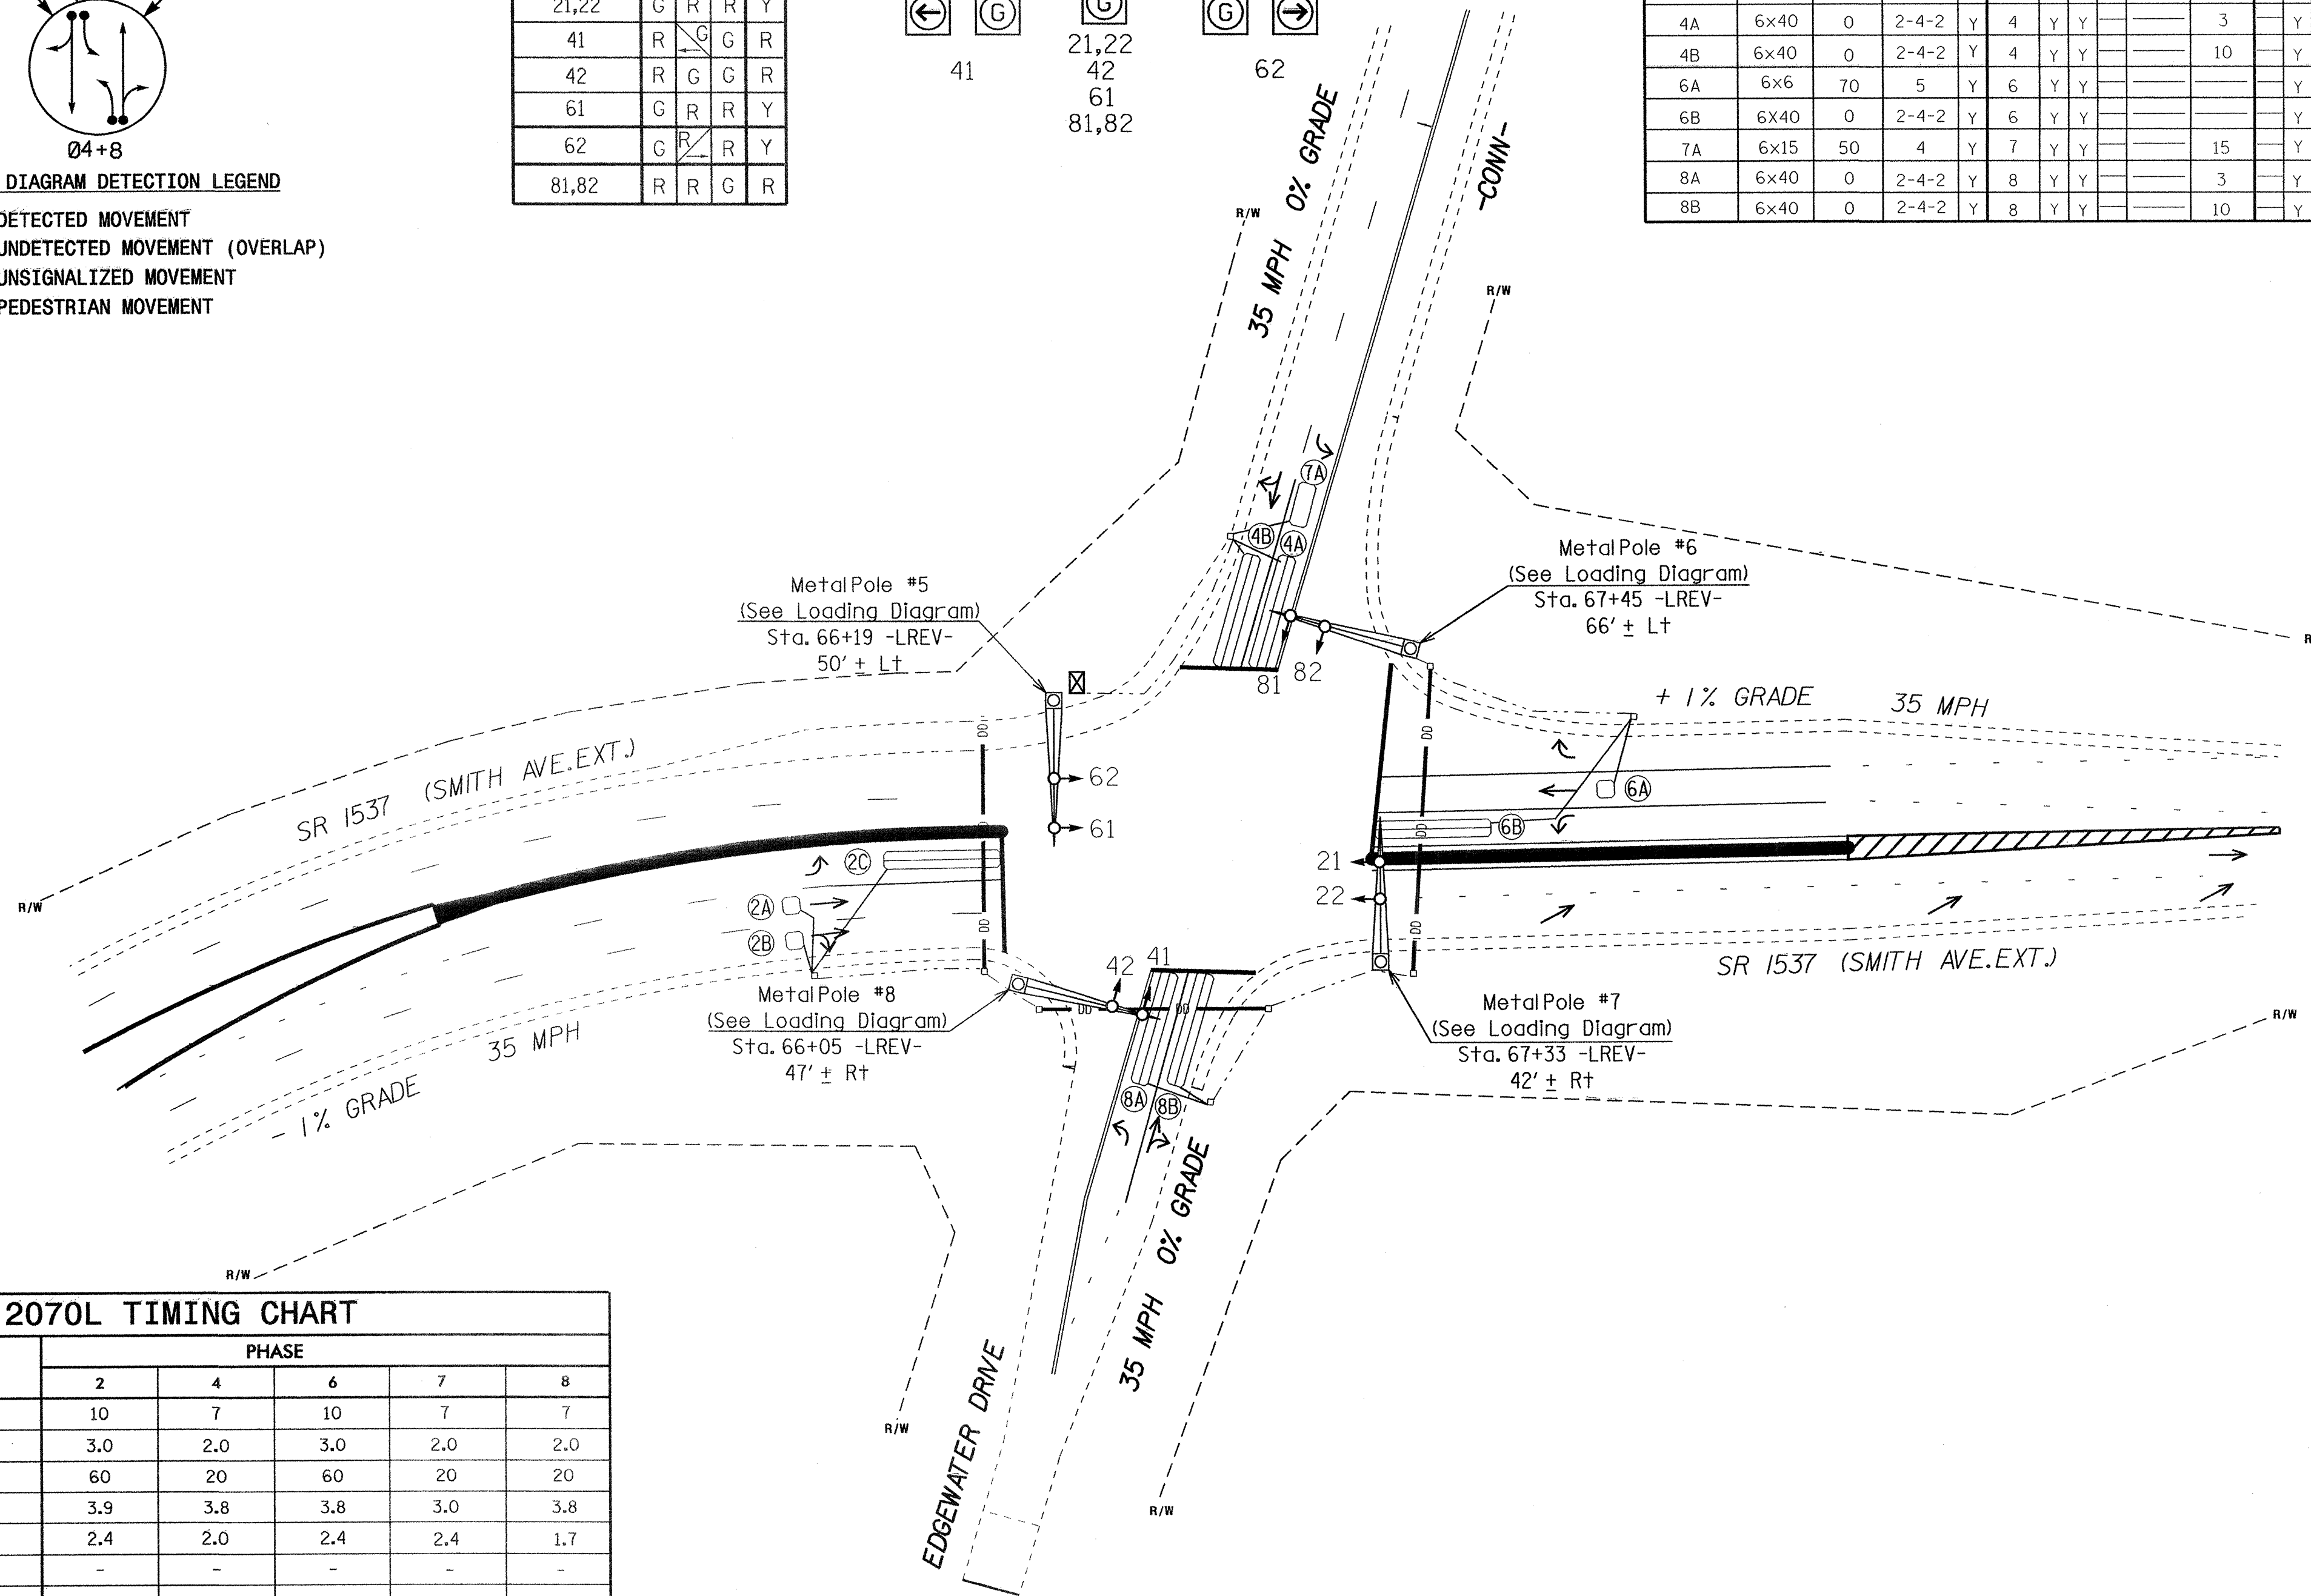 Ø4+8
DIAGRAM DETECTION LEGEND
DETECTED MOVEMENT
UNDETECTED MOVEMENT (OVERLAP)
UNSIGNALIZED MOVEMENT
PEDESTRIAN MOVEMENT
21,22 G R R Y
41 R G G R
42 R G G R
61 G R R Y
62 G R R Y
81,82 R R G R
G G G
41
21,22
42
61
81,82
62
4A 6X40 0 2-4-2 Y 4 Y Y 3 Y
4B 6X40 0 2-4-2 Y 4 Y Y 10 Y
6A 6X6 70 5 Y 6 Y Y Y
6B 6X40 0 2-4-2 Y 6 Y Y Y
7A 6X15 50 4 Y 7 Y Y 15 Y
8A 6X40 0 2-4-2 Y 8 Y Y 3 Y
8B 6X40 0 2-4-2 Y 8 Y Y 10 Y
35 MPH 0% GRADE
-CONN-
R/W
R/W
7A
4B
4A
Metal Pole #5
(See Loading Diagram)
Sta. 66+19 -LREV-
50' ± Lt
Metal Pole #6
(See Loading Diagram)
Sta. 67+45 -LREV-
66' ± Lt
81
82
+ 1% GRADE 35 MPH
DD
DD
62
61
SR 1537 (SMITH AVE.EXT.)
6A
6B
DD
DD
2C
2A
2B
21
22
R/W
DD
DD
42
41
DD
DD
SR 1537 (SMITH AVE.EXT.)
Metal Pole #8
(See Loading Diagram)
Sta. 66+05 -LREV-
47' ± Rt
Metal Pole #7
(See Loading Diagram)
Sta. 67+33 -LREV-
42' ± Rt
R/W
35 MPH
- 1% GRADE
8A
8B
35 MPH 0% GRADE
R/W
EDGEWATER DRIVE
R/W
R/W
2070L TIMING CHART
PHASE
2 4 6 7 8
10 7 10 7 7
3.0 2.0 3.0 2.0 2.0
60 20 60 20 20
3.9 3.8 3.8 3.0 3.8
2.4 2.0 2.4 2.4 1.7
- - - - -